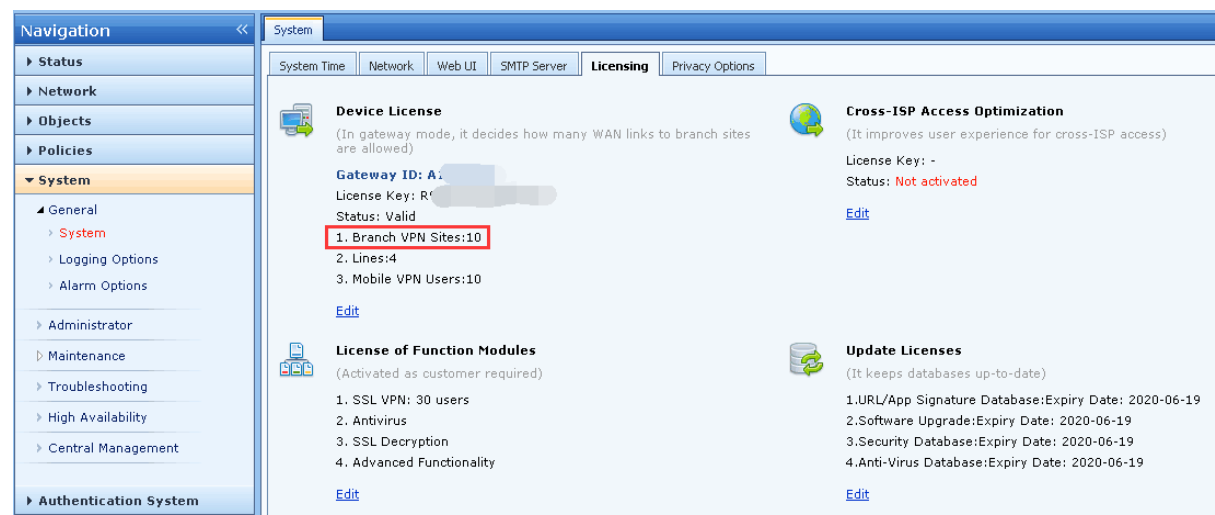 Navigation
Status
Network
Objects
Policies
System
General
System
Logging Options
Alarm Options
Administrator
Maintenance
Troubleshooting
High Availability
Central Management
Authentication System
System
System Time Network Web UI SMTP Server Licensing Privacy Options
Device License
(In gateway mode, it decides how many WAN links to branch sites
are allowed)
Gateway ID:
License Key:
Status: Valid
1. Branch VPN Sites:10
2. Lines:4
3. Mobile VPN Users:10
Edit
Cross-ISP Access Optimization
(It improves user experience for cross-ISP access)
License Key: -
Status: Not activated
Edit
License of Function Modules
(Activated as customer required)
1. SSL VPN: 30 users
2. Antivirus
3. SSL Decryption
4. Advanced Functionality
Edit
Update Licenses
(It keeps databases up-to-date)
1.URL/App Signature Database:Expiry Date: 2020-06-19
2.Software Upgrade:Expiry Date: 2020-06-19
3.Security Database:Expiry Date: 2020-06-19
4.Anti-Virus Database:Expiry Date: 2020-06-19
Edit